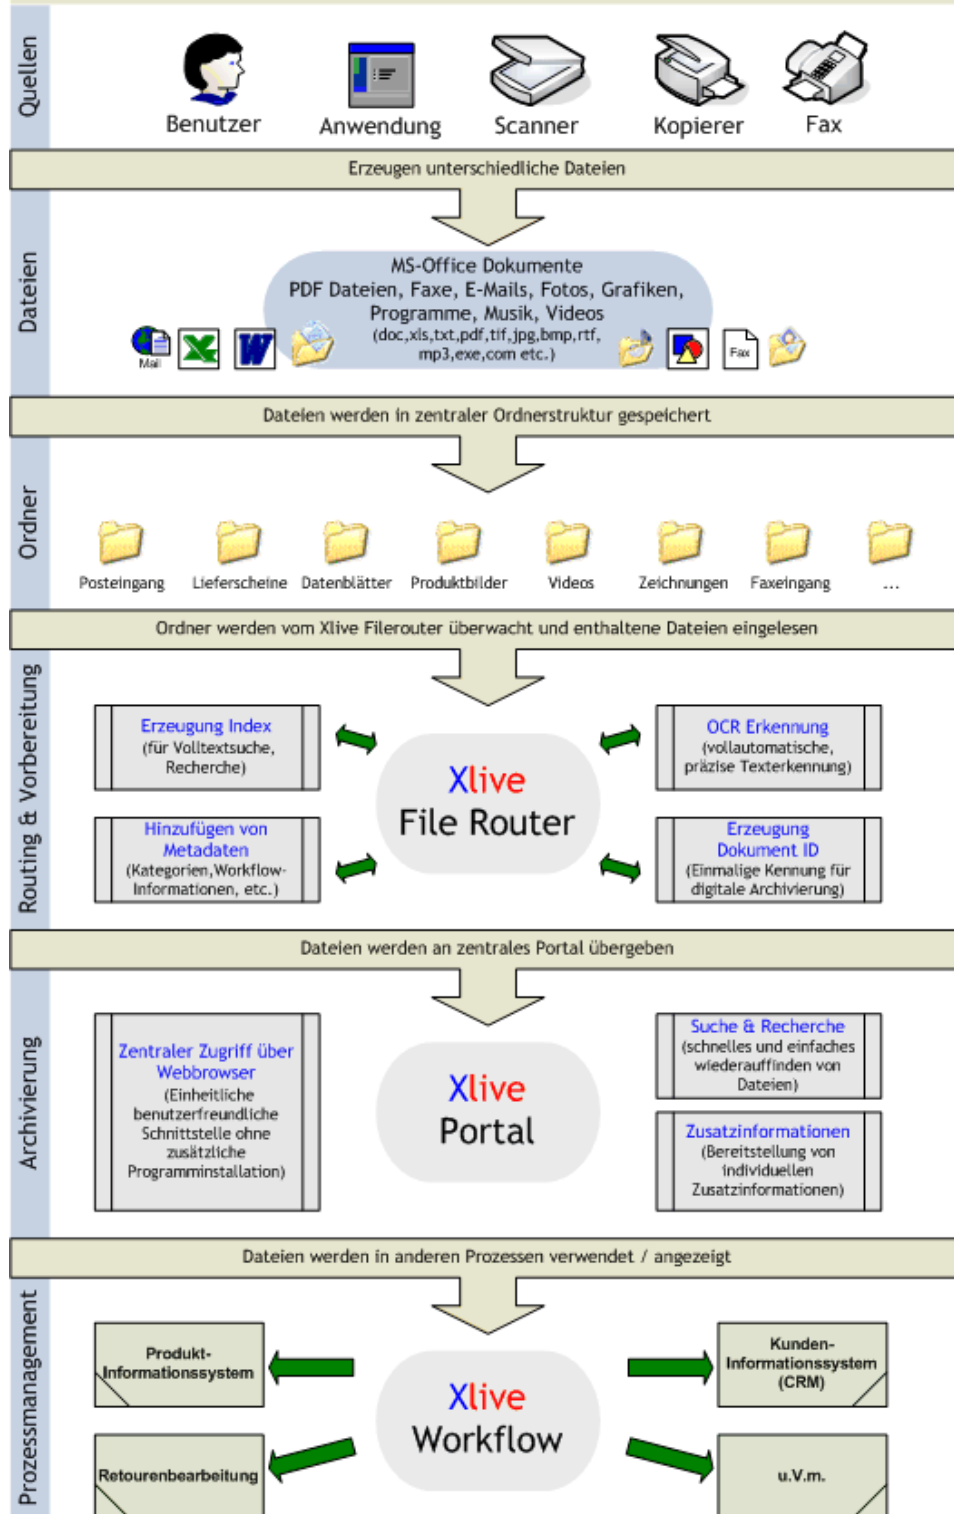 Quellen
Benutzer
Anwendung
Scanner
Kopierer
Fax
Erzeugen unterschiedliche Dateien
Dateien
MS-Office Dokumente
PDF Dateien, Faxe, E-Mails, Fotos, Grafiken,
Programme, Musik, Videos
(doc,xls,txt,pdf,tif,jpg,bmp,rtf,
mp3,exe,com etc.)
Mail
Fax
Dateien werden in zentraler Ordnerstruktur gespeichert
Ordner
Posteingang
Lieferscheine
Datenblätter
Produktbilder
Videos
Zeichnungen
Faxeingang
...
Ordner werden vom Xlive Filerouter überwacht und enthaltene Dateien eingelesen
Routing & Vorbereitung
Erzeugung Index
(für Volltextsuche,
Recherche)
Hinzufügen von
Metadaten
(Kategorien,Workflow-
Informationen, etc.)
Xlive
File Router
OCR Erkennung
(vollautomatische,
präzise Texterkennung)
Erzeugung
Dokument ID
(Einmalige Kennung für
digitale Archivierung)
Dateien werden an zentrales Portal übergeben
Archivierung
Zentraler Zugriff über
Webbrowser
(Einheitliche
benutzerfreundliche
Schnittstelle ohne
zusätzliche
Programminstallation)
Xlive
Portal
Suche & Recherche
(schnelles und einfaches
wiederauffinden von
Dateien)
Zusatzinformationen
(Bereitstellung von
individuellen
Zusatzinformationen)
Dateien werden in anderen Prozessen verwendet / angezeigt
Prozessmanagement
Produkt-
Informationssystem
Retourenbearbeitung
Xlive
Workflow
Kunden-
Informationssystem
(CRM)
u.V.m.